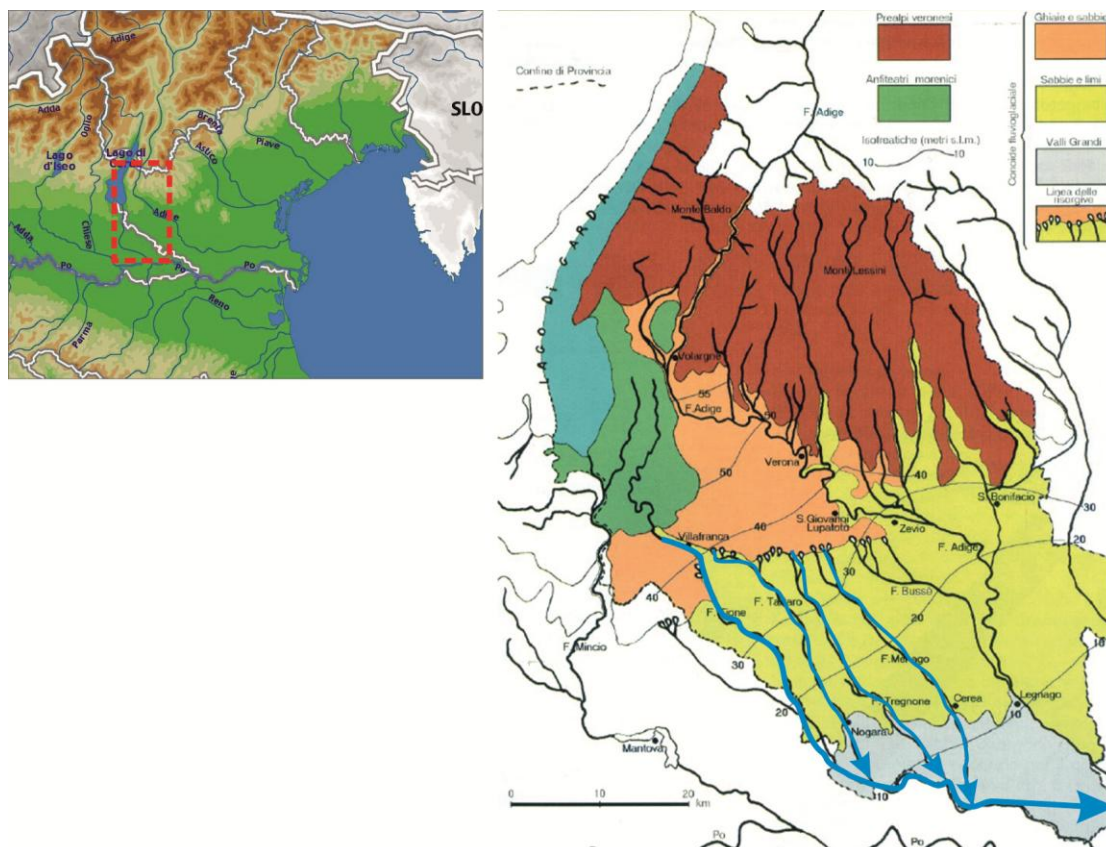 Adige
SLO
Adda
Oglio
Brenta
Piave
Astico
Lago d'Iseo
Lago di
Adige
Chiese
Adda
Po
Po
Po
Reno
Parma
Confine di Provincia
Prealpi veronesi
Anfiteatri morenici
Isofreatiche (metri s.l.m.)
10 10
Ghiaie e sabbie
Sabbie e limi
Valli Grandi
Linea delle risorgive
Conoide fluvioglaciale
F. Adige
LAGO DI GARDA
Monte Baldo
Monti Lessini
Volargne
55
F. Adige
50
Verona
50
40
S. Bonifacio
30
40
S. Giovanni Lupatoto
Zevio
20
Villafranca
F. Adige
30
F. Busso
40
F. Tione
F. Tartaro
20
F. Mincio
30
F. Menago
10
F. Tregnone
Cerea
Legnago
20
10
Nogara
Mantova
10
0 10 20
km
Po
Po